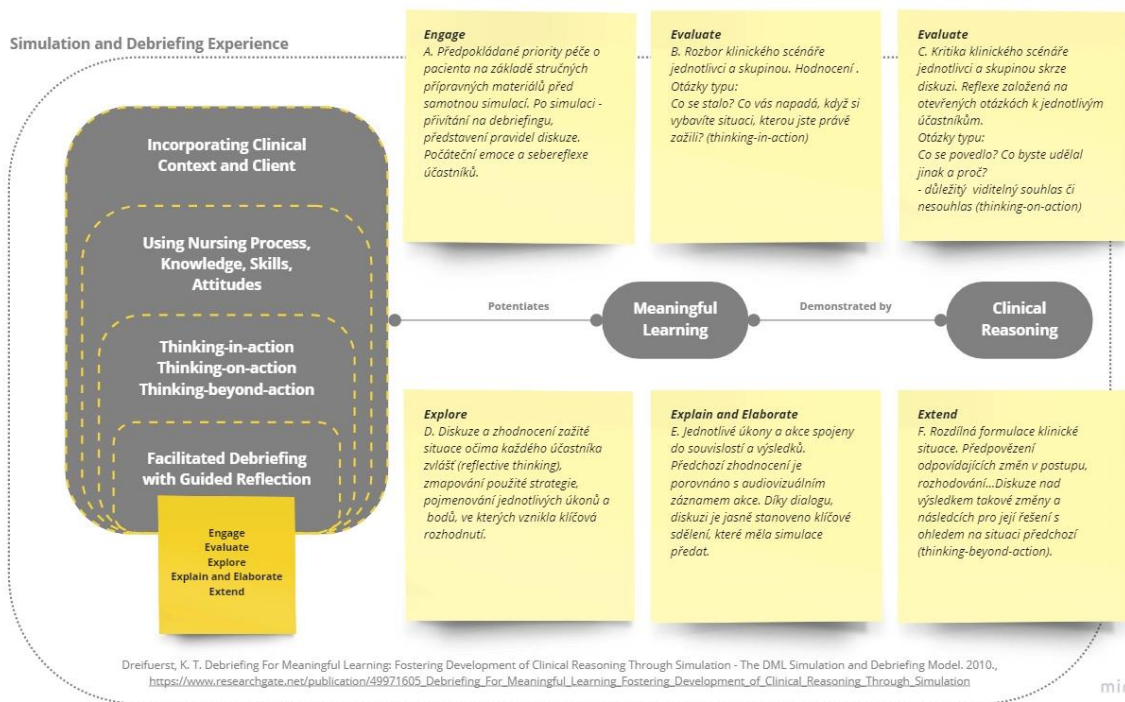 Simulation and Debriefing Experience
Incorporating Clinical
Context and Client
Using Nursing Process,
Knowledge, Skills,
Attitudes
Thinking-in-action
Thinking-on-action
Thinking-beyond-action
Facilitated Debriefing
with Guided Reflection
Engage
Evaluate
Explore
Explain and Elaborate
Extend
Engage
A. Předpokládané priority péče o
pacienta na základě stručných
přípravných materiálů před
samotnou simulací. Po simulaci -
přivítání na debriefingu,
představení pravidel diskuze.
Počáteční emoce a sebereflexe
účastníků.
Evaluate
B. Rozbor klinického scénáře
jednotlivci a skupinou. Hodnocení .
Otázky typu:
Co se stalo? Co vás napadá, když si
vybavíte situaci, kterou jste právě
zažili? (thinking-in-action)
Evaluate
C. Kritika klinického scénáře
jednotlivci a skupinou skrze
diskuzi. Reflexe založená na
otevřených otázkách k jednotlivým
účastníkům.
Otázky typu:
Co se povedlo? Co byste udělal
jinak a proč?
- důležitý viditelný souhlas či
nesouhlas (thinking-on-action)
Potenciates
Meaningful
Learning
Demonstrated by
Clinical
Reasoning
Explore
D. Diskuze a zhodnocení zažité
situace očima každého účastníka
zvlášť (reflective thinking),
zmapování použité strategie,
pojmenování jednotlivých úkonů a
bodů, ve kterých vznikla klíčová
rozhodnutí.
Explain and Elaborate
E. Jednotlivé úkony a akce spojeny
do souvislostí a výsledků.
Předchozí zhodnocení je
porovnáno s audiovizuálním
záznamem akce. Díky dialogu,
diskuzi je jasně stanoveno klíčové
sdělení, které měla simulace
předat.
Extend
F. Rozdílná formulace klinické
situace. Předpovězení
odpovídajících změn v postupu,
rozhodování...Diskuze nad
výsledkem takové změny a
následcích pro její řešení s
ohledem na situaci předchozí
(thinking-beyond-action).
Dreifuerst, K. T. Debriefing For Meaningful Learning: Fostering Development of Clinical Reasoning Through Simulation - The DML Simulation and Debriefing Model. 2010.,
https://www.researchgate.net/publication/49971605_Debriefing_For_Meaningful_Learning_Fostering_Development_of_Clinical_Reasoning_Through_Simulation